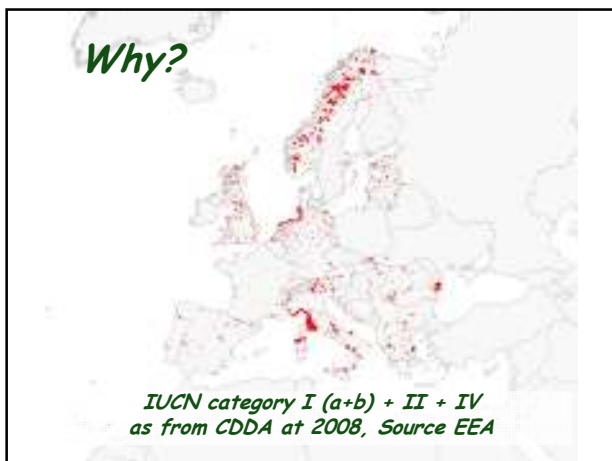 Why?
IUCN category I (a+b) + II + IV
as from CDDA at 2008, Source EEA